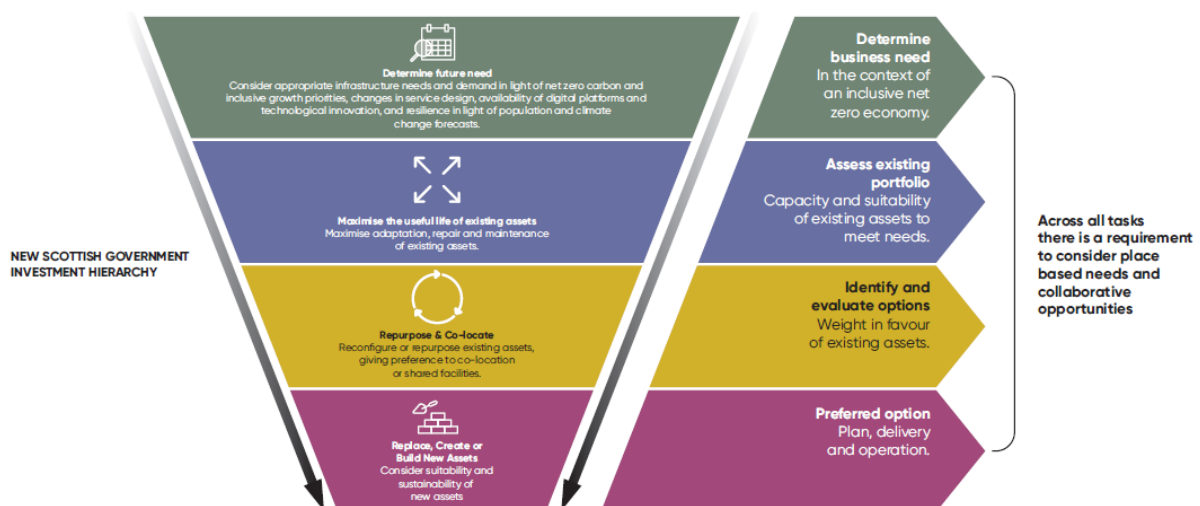 NEW SCOTTISH GOVERNMENT
INVESTMENT HIERARCHY
Determine future need
Consider appropriate infrastructure needs and demand in light of net zero carbon and
inclusive growth priorities, changes in service design, availability of digital platforms and
technological innovation, and resilience in light of population and climate
change forecasts.
Maximise the useful life of existing assets
Maximise adaptation, repair and maintenance
of existing assets.
Repurpose & Co-locate
Reconfigure or repurpose existing assets,
giving preference to co-location
or shared facilities.
Replace, Create or
Build New Assets
Consider suitability and
sustainability of
new assets
Determine
business need
In the context of
an inclusive net
zero economy.
Assess existing
portfolio
Capacity and suitability
of existing assets to
meet needs.
Identify and
evaluate options
Weight in favour
of existing assets.
Preferred option
Plan, delivery
and operation.
Across all tasks
there is a requirement
to consider place
based needs and
collaborative
opportunities